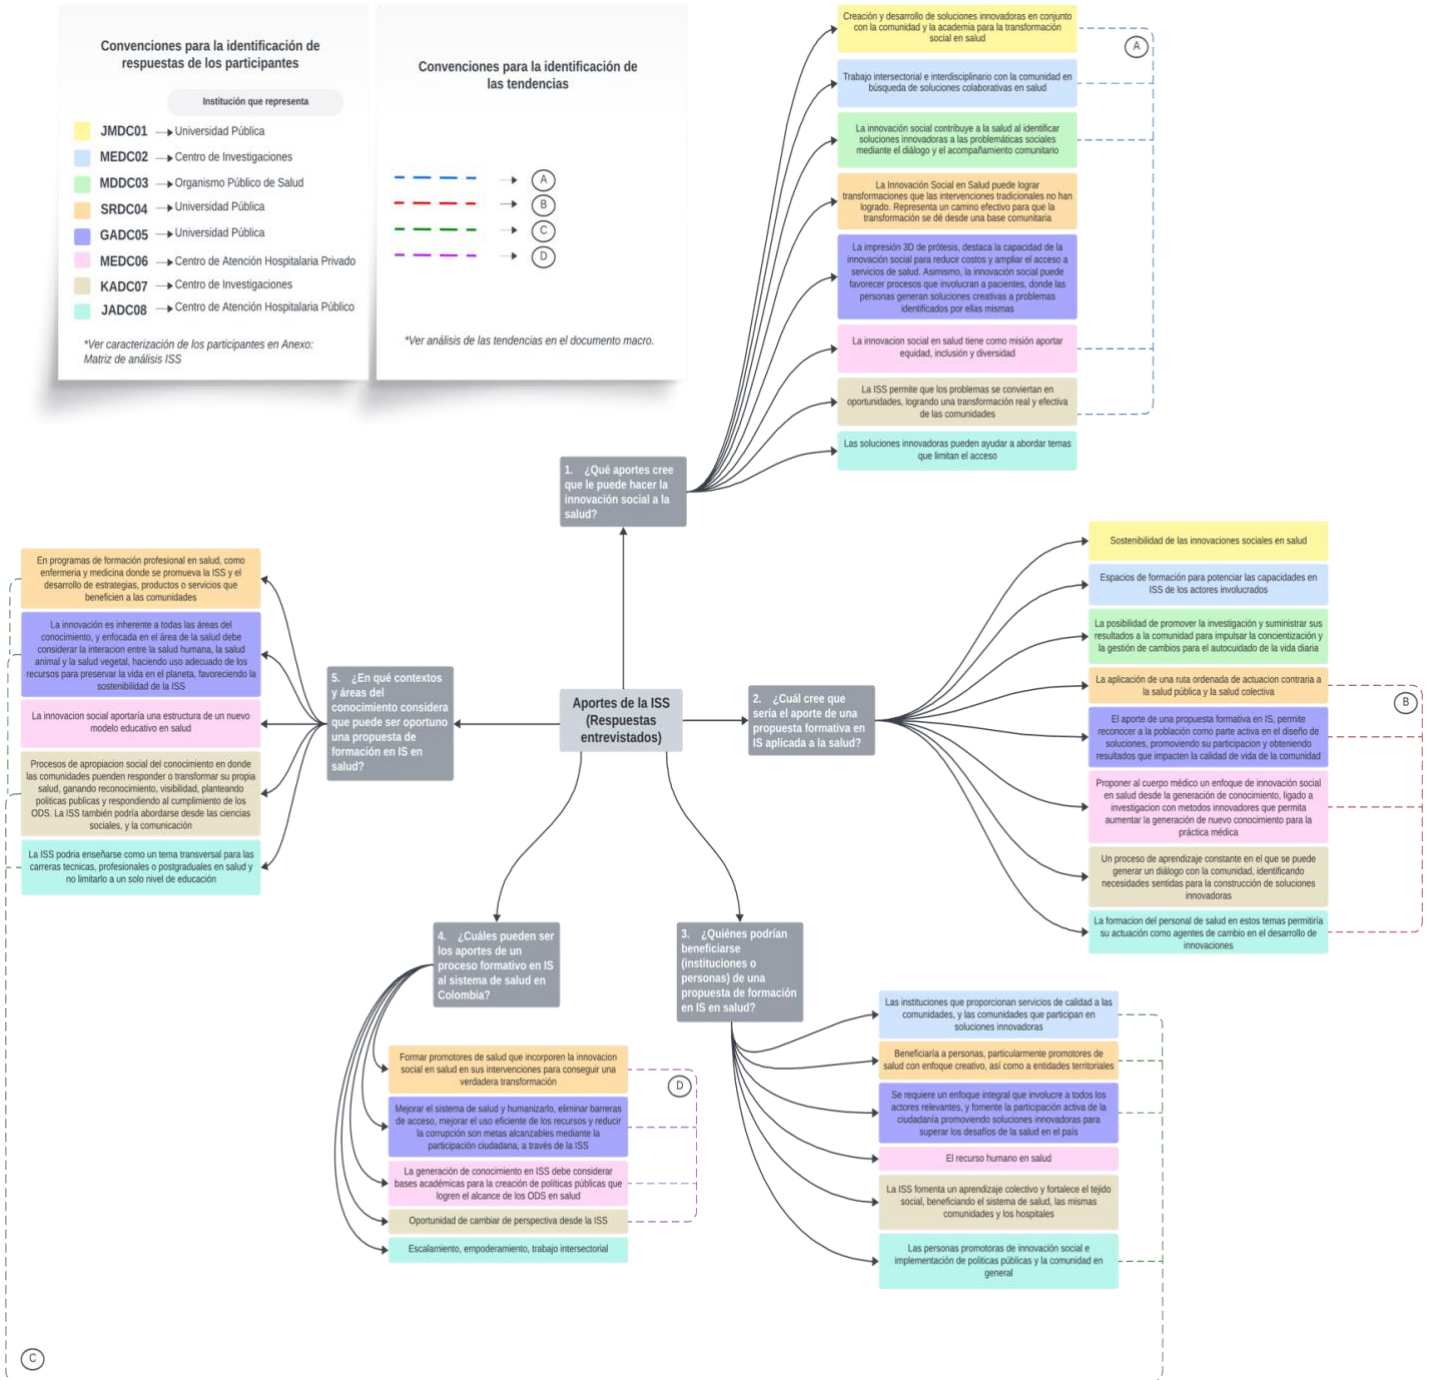 Convenciones para la identificación de
respuestas de los participantes
Institución que representa
JMDC01 Universidad Pública
MEDC02 Centro de Investigaciones
MDDC03 Organismo Público de Salud
SRDC04 Universidad Pública
GADC05 Universidad Pública
MEDC06 Centro de Atención Hospitalaria Privado
KADC07 Centro de Investigaciones
JADC08 Centro de Atención Hospitalaria Público
*Ver caracterización de los participantes en Anexo:
Matriz de análisis ISS
Convenciones para la identificación de
las tendencias
A
B
C
D
*Ver análisis de las tendencias en el documento macro.
Aportes de la ISS
(Respuestas
entrevistados)
1. ¿Qué aportes cree
que le puede hacer la
innovación social a la
salud?
Creación y desarrollo de soluciones innovadoras en conjunto
con la comunidad y la academia para la transformación
social en salud
Trabajo intersectorial e interdisciplinario con la comunidad en
búsqueda de soluciones colaborativas en salud
La innovación social contribuye a la salud al identificar
soluciones innovadoras a las problemáticas sociales
mediante el diálogo y el acompañamiento comunitario
La Innovación Social en Salud puede lograr
transformaciones que las intervenciones tradicionales no han
logrado. Representa un camino efectivo para que la
transformación se dé desde una base comunitaria
La impresión 3D de prótesis, destaca la capacidad de la
innovación social para reducir costos y ampliar el acceso a
servicios de salud. Asimismo, la innovación social puede
favorecer procesos que involucran a pacientes, donde las
personas generan soluciones creativas a problemas
identificados por ellas mismas
La innovacion social en salud tiene como misión aportar
equidad, inclusión y diversidad
La ISS permite que los problemas se conviertan en
oportunidades, logrando una transformación real y efectiva
de las comunidades
Las soluciones innovadoras pueden ayudar a abordar temas
que limitan el acceso
A
2. ¿Cuál cree que
sería el aporte de una
propuesta formativa en
IS aplicada a la salud?
Sostenibilidad de las innovaciones sociales en salud
Espacios de formación para potenciar las capacidades en
ISS de los actores involucrados
La posibilidad de promover la investigación y suministrar sus
resultados a la comunidad para impulsar la concientización y
la gestión de cambios para el autocuidado de la vida diaria
La aplicación de una ruta ordenada de actuacion contraria a
la salud pública y la salud colectiva
El aporte de una propuesta formativa en IS, permite
reconocer a la población como parte activa en el diseño de
soluciones, promoviendo su participacion y obteniendo
resultados que impacten la calidad de vida de la comunidad
Proponer al cuerpo médico un enfoque de innovación social
en salud desde la generación de conocimiento, ligado a
investigacion con metodos innovadores que permita
aumentar la generación de nuevo conocimiento para la
práctica médica
Un proceso de aprendizaje constante en el que se puede
generar un diálogo con la comunidad, identificando
necesidades sentidas para la construcción de soluciones
innovadoras
La formacion del personal de salud en estos temas permitiría
su actuación como agentes de cambio en el desarrollo de
innovaciones
B
3. ¿Quiénes podrían
beneficiarse
(instituciones o
personas) de una
propuesta de formación
en IS en salud?
Las instituciones que proporcionan servicios de calidad a las
comunidades, y las comunidades que participan en
soluciones innovadoras
Beneficiaría a personas, particularmente promotores de
salud con enfoque creativo, así como a entidades territoriales
Se requiere un enfoque integral que involucre a todos los
actores relevantes, y fomente la participación activa de la
ciudadanía promoviendo soluciones innovadoras para
superar los desafíos de la salud en el país
El recurso humano en salud
La ISS fomenta un aprendizaje colectivo y fortalece el tejido
social, beneficiando el sistema de salud, las mismas
comunidades y los hospitales
Las personas promotoras de innovación social e
implementación de politicas públicas y la comunidad en
general
4. ¿Cuáles pueden ser
los aportes de un
proceso formativo en IS
al sistema de salud en
Colombia?
Formar promotores de salud que incorporen la innovacion
social en salud en sus intervenciones para conseguir una
verdadera transformación
Mejorar el sistema de salud y humanizarlo, eliminar barreras
de acceso, mejorar el uso eficiente de los recursos y reducir
la corrupción son metas alcanzables mediante la
participación ciudadana, a través de la ISS
La generación de conocimiento en ISS debe considerar
bases académicas para la creación de políticas públicas que
logren el alcance de los ODS en salud
Oportunidad de cambiar de perspectiva desde la ISS
Escalamiento, empoderamiento, trabajo intersectorial
D
5. ¿En qué contextos
y áreas del
conocimiento considera
que puede ser oportuno
una propuesta de
formación en IS en
salud?
En programas de formación profesional en salud, como
enfermeria y medicina donde se promueva la ISS y el
desarrollo de estrategias, productos o servicios que
beneficien a las comunidades
La innovación es inherente a todas las áreas del
conocimiento, y enfocada en el área de la salud debe
considerar la interacion entre la salud humana, la salud
animal y la salud vegetal, haciendo uso adecuado de los
recursos para preservar la vida en el planeta, favoreciendo la
sostenibilidad de la ISS
La innovacion social aportaría una estructura de un nuevo
modelo educativo en salud
Procesos de apropiacion social del conocimiento en donde
las comunidades puenden responder o transformar su propia
salud, ganando reconocimiento, visibilidad, planteando
politicas publicas y respondiendo al cumplimiento de los
ODS. La ISS también podría abordarse desde las ciencias
sociales, y la comunicación
La ISS podria enseñarse como un tema transversal para las
carreras tecnicas, profesionales o postgraduales en salud y
no limitarlo a un solo nivel de educación
C